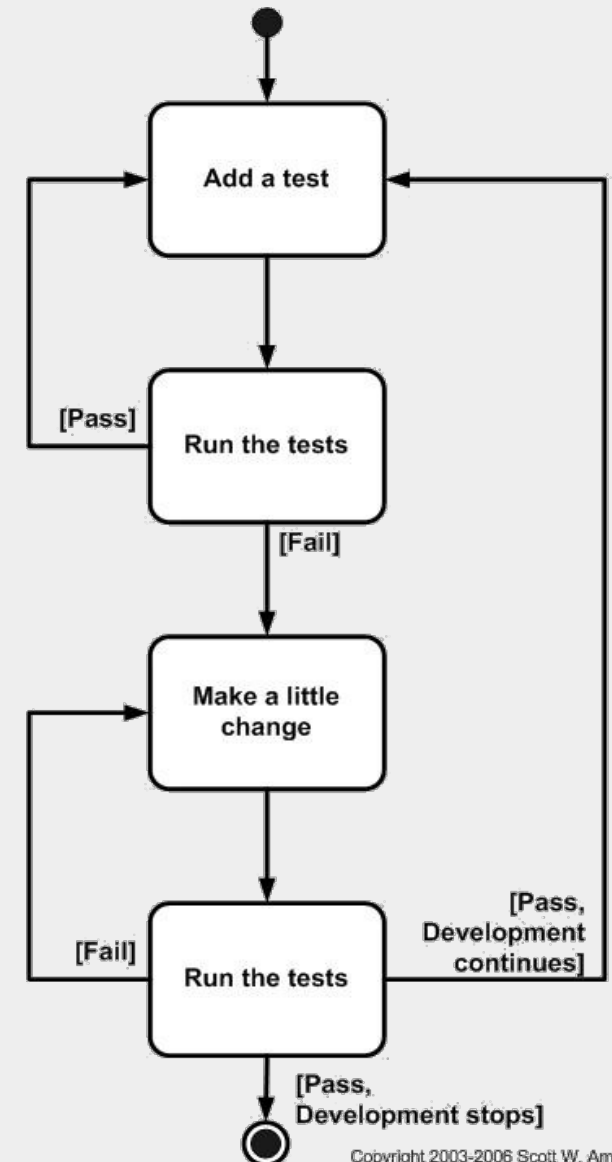 Add a test
[Pass]
Run the tests
[Fail]
Make a little
change
[Pass,
Development
continues]
[Fail]
Run the tests
[Pass,
Development stops]
Copyright 2003-2006 Scott W. Am